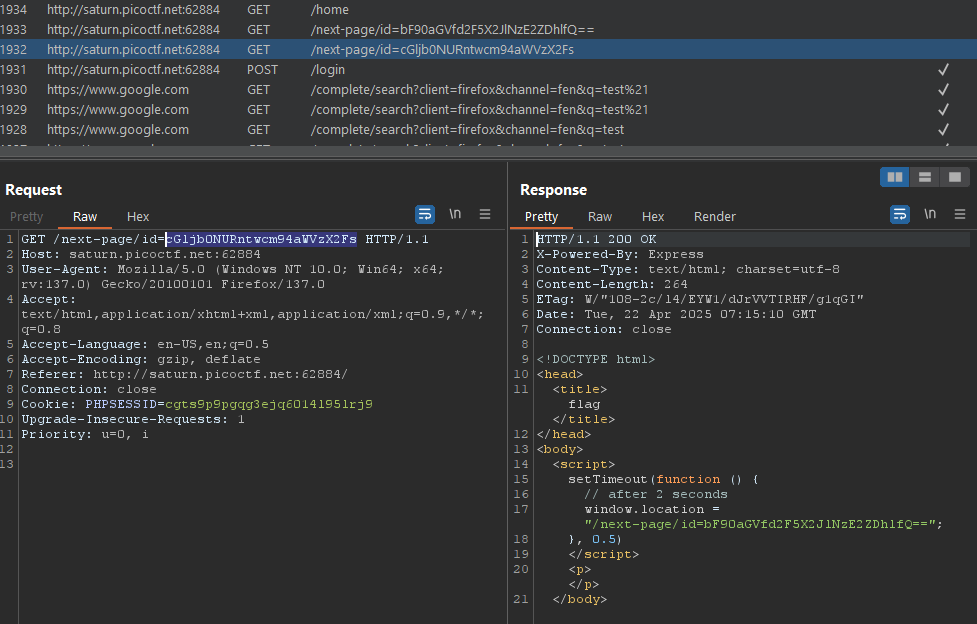 1934 http://saturn.picoctf.net:62884 GET /home
1933 http://saturn.picoctf.net:62884 GET /next-page/id=bF90aGVfd2F5X2JlNzE2ZDhlfQ==
1932 http://saturn.picoctf.net:62884 GET /next-page/id=cGljb0NURntwcm94aWVzX2Fs
1931 http://saturn.picoctf.net:62884 POST /login ✓
1930 https://www.google.com GET /complete/search?client=firefox&channel=fen&q=test%21 ✓
1929 https://www.google.com GET /complete/search?client=firefox&channel=fen&q=test%21 ✓
1928 https://www.google.com GET /complete/search?client=firefox&channel=fen&q=test ✓
Request
Pretty Raw Hex \n
1 GET /next-page/id=cGljb0NURntwcm94aWVzX2Fs HTTP/1.1
2 Host: saturn.picoctf.net:62884
3 User-Agent: Mozilla/5.0 (Windows NT 10.0; Win64; x64;
rv:137.0) Gecko/20100101 Firefox/137.0
4 Accept:
text/html,application/xhtml+xml,application/xml;q=0.9,*/*;
q=0.8
5 Accept-Language: en-US,en;q=0.5
6 Accept-Encoding: gzip, deflate
7 Referer: http://saturn.picoctf.net:62884/
8 Connection: close
9 Cookie: PHPSESSID=cgts9p9pgqg3ejq60141951rj9
10 Upgrade-Insecure-Requests: 1
11 Priority: u=0, i
12
13
Response
Pretty Raw Hex Render \n
1 HTTP/1.1 200 OK
2 X-Powered-By: Express
3 Content-Type: text/html; charset=utf-8
4 Content-Length: 264
5 ETag: W/"108-2c/14/EYW1/dJrVVTIRHF/g1qGI"
6 Date: Tue, 22 Apr 2025 07:15:10 GMT
7 Connection: close
8
9 <!DOCTYPE html>
10 <head>
11 <title>
flag
</title>
12 </head>
13 <body>
14 <script>
15 setTimeout(function () {
16 // after 2 seconds
17 window.location =
"/next-page/id=bF90aGVfd2F5X2JlNzE2ZDhlfQ==";
18 }, 0.5)
19 </script>
20 <p>
</p>
21 </body>